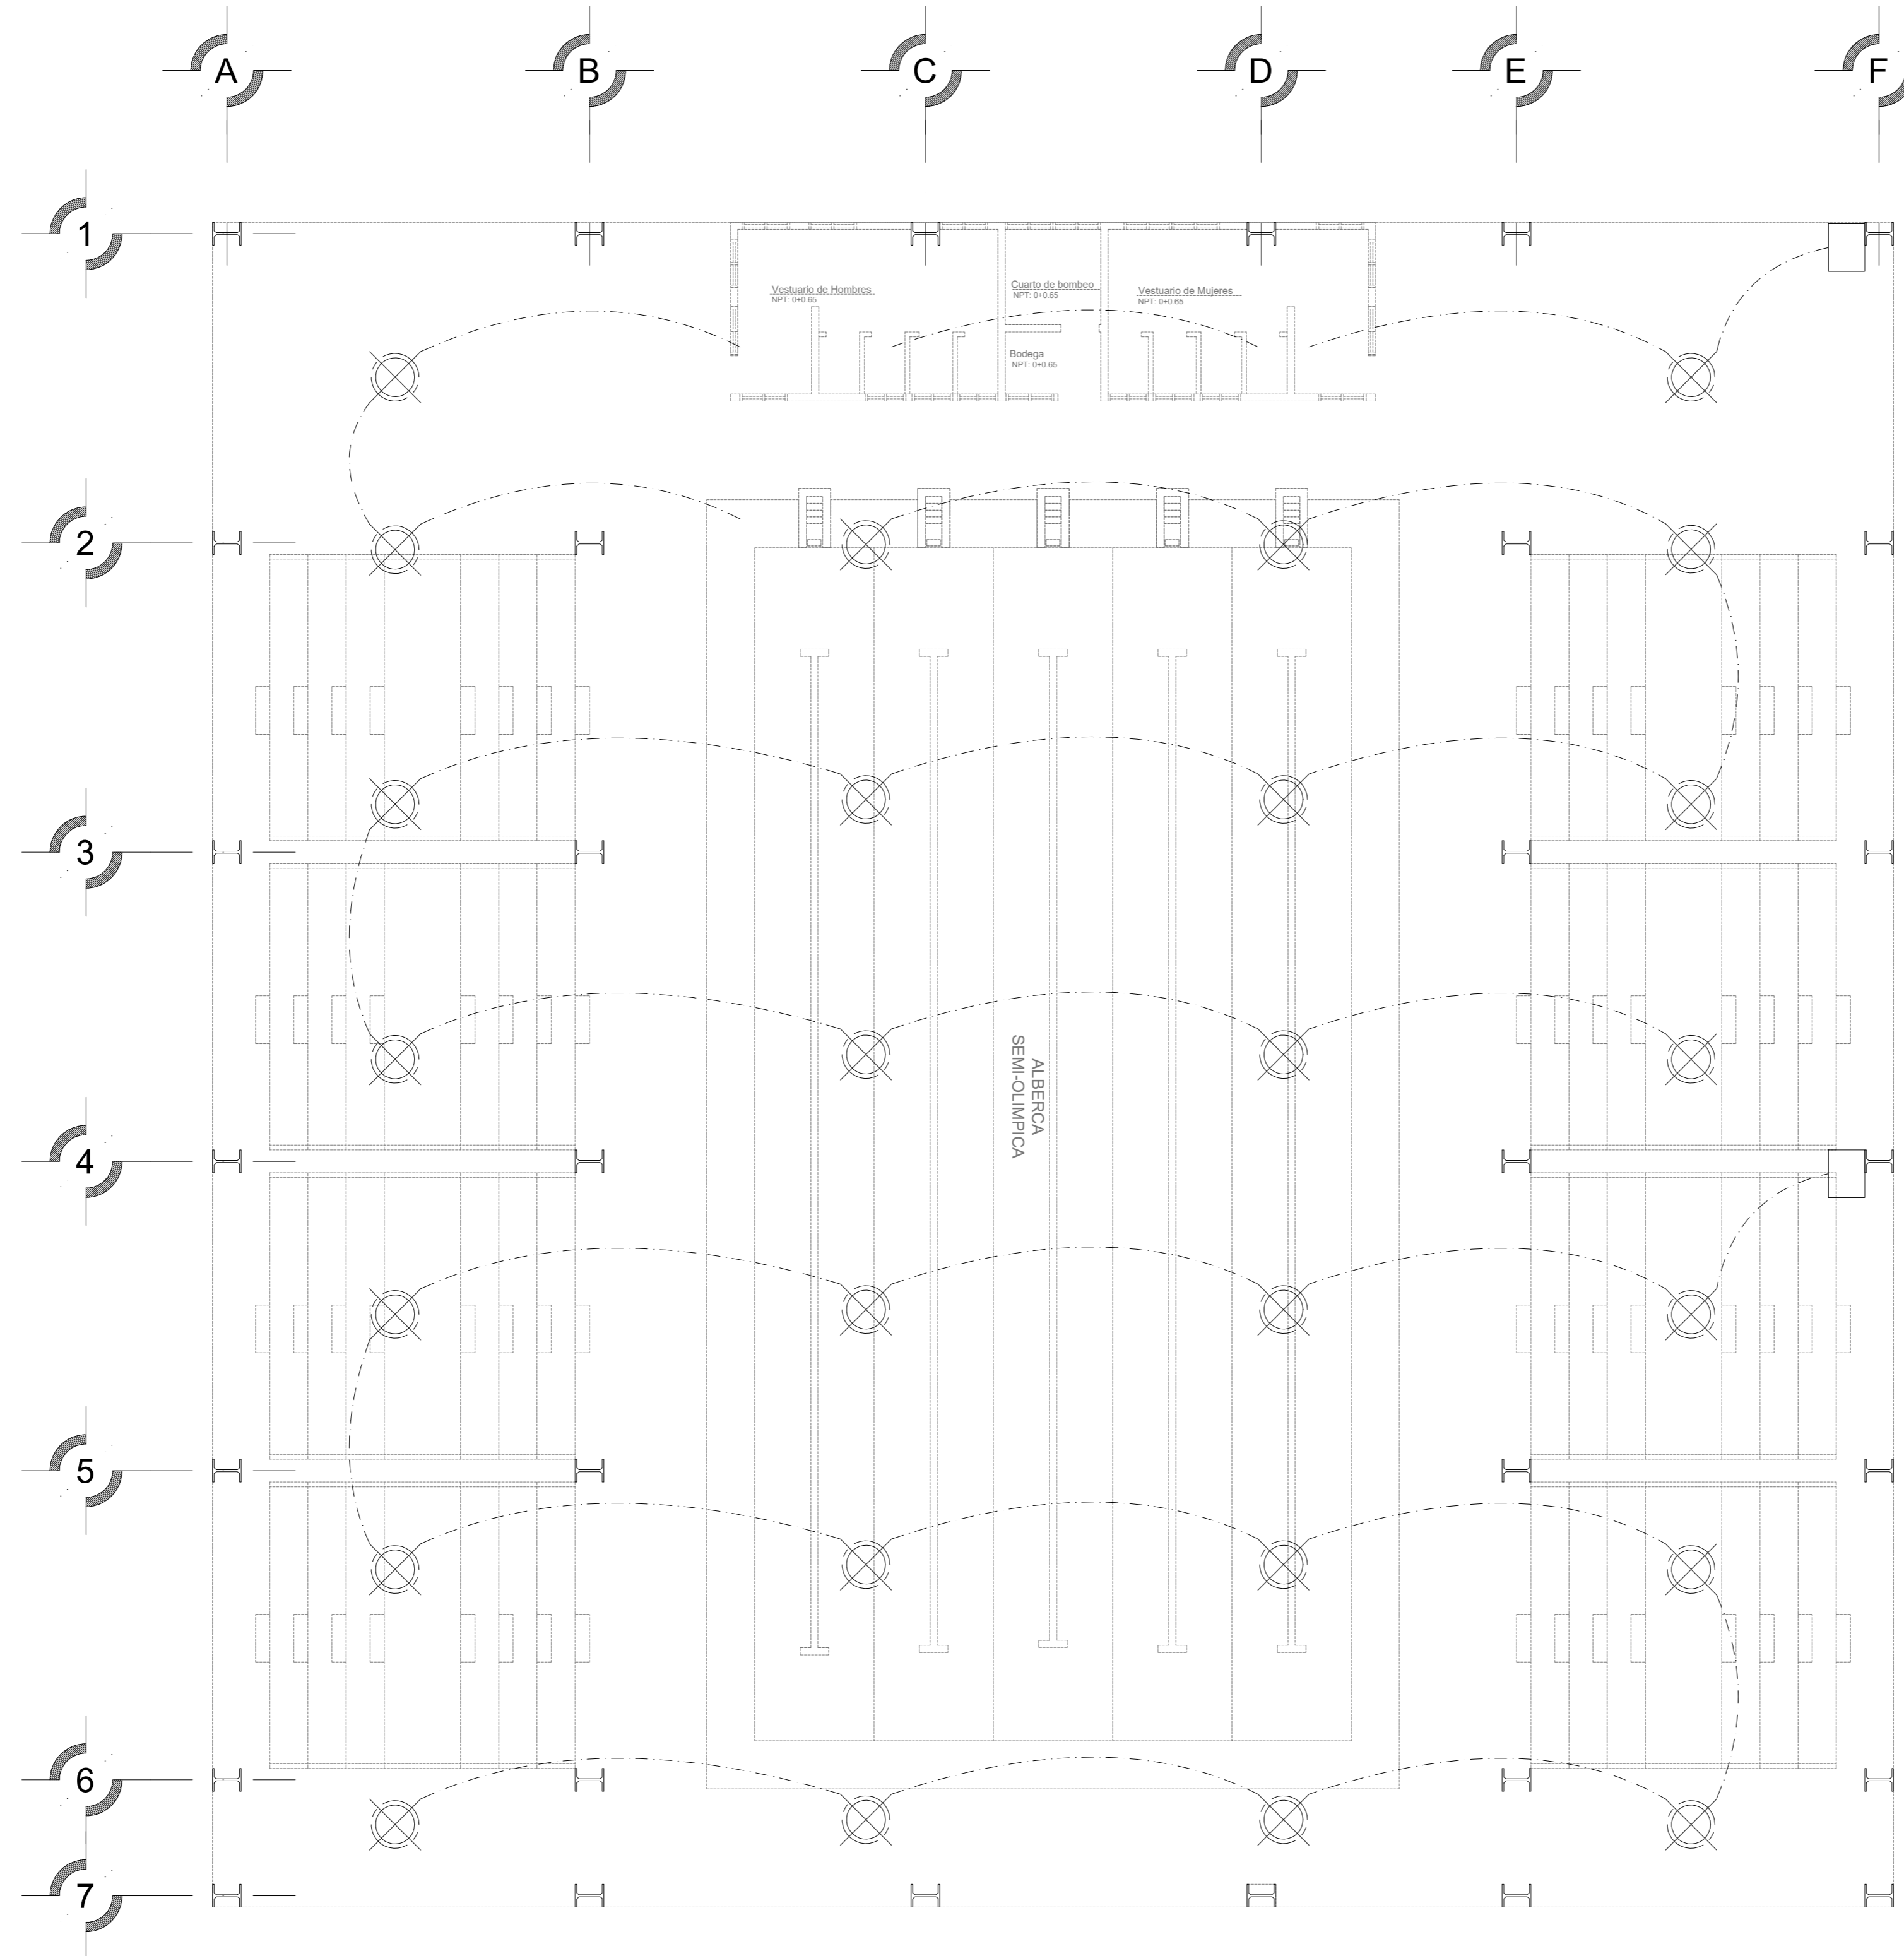 A
B
C
D
E
F
1
Vestuario de Hombres
NPT: 0+0.65
Cuarto de bombeo
NPT: 0+0.65
Vestuario de Mujeres
NPT: 0+0.65
Bodega
NPT: 0+0.65
2
3
ALBERCA
SEMI-OLIMPICA
4
5
6
7